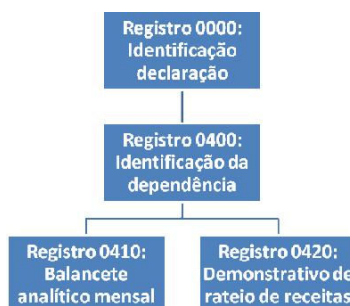 Registro 0000:
Identificação
declaração
Registro 0400:
Identificação da
dependência
Registro 0410:
Balancete
analítico mensal
Registro 0420:
Demonstrativo de
rateio de receitas